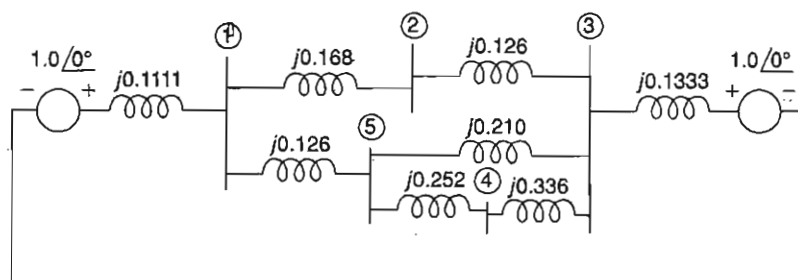 ① ② ③
1.0/0° j0.168 j0.126 1.0/0°
− + j0.1111 j0.1333 + −
⑤ j0.210
j0.126
j0.252 ④ j0.336